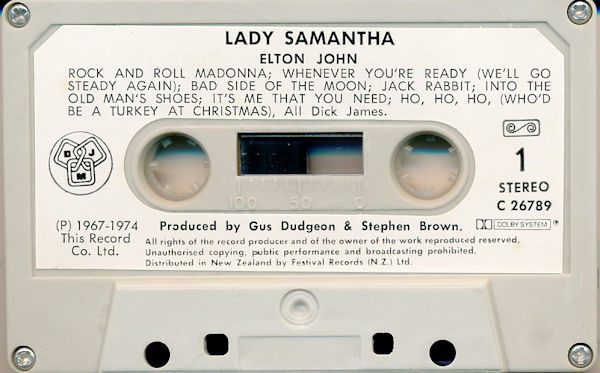 LADY SAMANTHA
ELTON JOHN
ROCK AND ROLL MADONNA; WHENEVER YOU'RE READY (WE'LL GO
STEADY AGAIN); BAD SIDE OF THE MOON; JACK RABBIT; INTO THE
OLD MAN'S SHOES; IT'S ME THAT YOU NEED; HO, HO, HO, (WHO'D
BE A TURKEY AT CHRISTMAS), All Dick James.
D J M
1
STEREO
C 26789
100 50 0
(P) 1967-1974
This Record
Co. Ltd.
Produced by Gus Dudgeon & Stephen Brown.
DOLBY SYSTEM
All rights of the record producer and of the owner of the work reproduced reserved.
Unauthorised copying, public performance and broadcasting prohibited.
Distributed in New Zealand by Festival Records (N.Z.) Ltd.